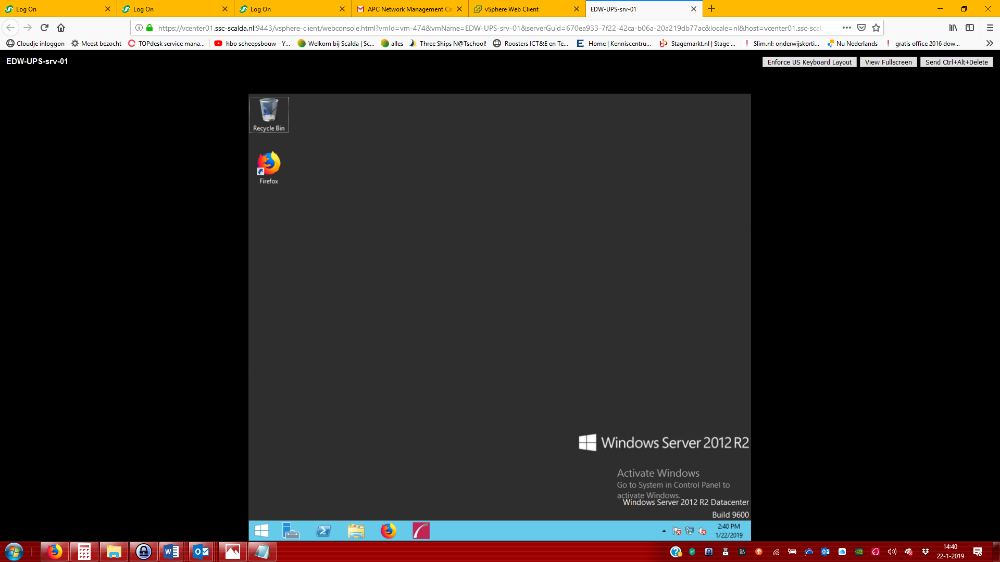 Log On
Log On
Log On
APC Network Management Ca
vSphere Web Client
EDW-UPS-srv-01
https://vcenter01.ssc-scalda.nl:9443/vsphere-client/webconsole.html?vmId=vm-474&vmName=EDW-UPS-srv-01&serverGuid=670ea933-7f22-42ca-b06a-20a219db77ac&locale=nl&host=vcenter01.ssc-scal
Cloudje inloggon
Meest bezocht
TOPdesk service mana...
hbo scheepsbouw - Y...
Welkom bij Scalda | Sc...
alles
Three Ships N@Tschool!
Roosters ICT&E en Te...
Home | Kenniscentru...
Stagemarkt.nl | Stage ...
Slim.nl: onderwijskorti...
Nu Nederlands
gratis office 2016 dow...
EDW-UPS-srv-01
Enforce US Keyboard Layout
View Fullscreen
Send Ctrl+Alt+Delete
Recycle Bin
Firefox
Windows Server 2012 R2
Activate Windows
Go to System in Control Panel to
activate Windows.
Windows Server 2012 R2 Datacenter
Build 9600
2:40 PM
1/22/2019
14:40
22-1-2019